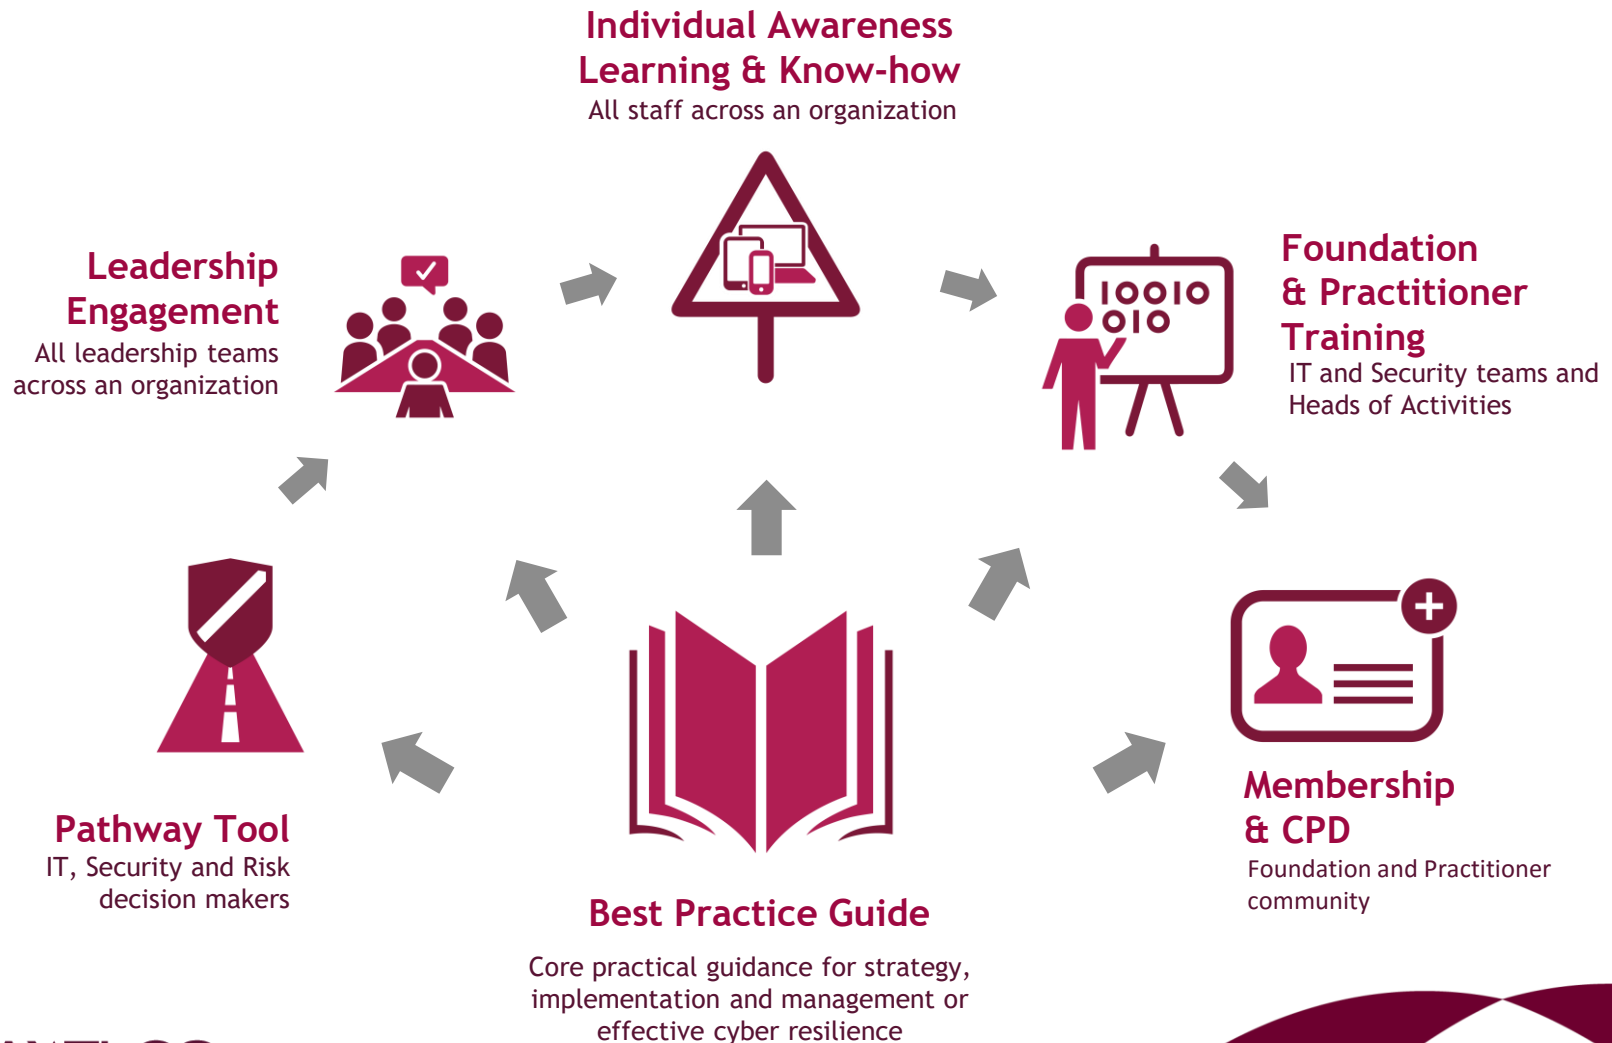 Individual Awareness
Learning & Know-how
All staff across an organization
Leadership
Engagement
All leadership teams
across an organization
10010
010
Foundation
& Practitioner
Training
IT and Security teams and
Heads of Activities
Pathway Tool
IT, Security and Risk
decision makers
Best Practice Guide
Core practical guidance for strategy,
implementation and management or
effective cyber resilience
Membership
& CPD
Foundation and Practitioner
community